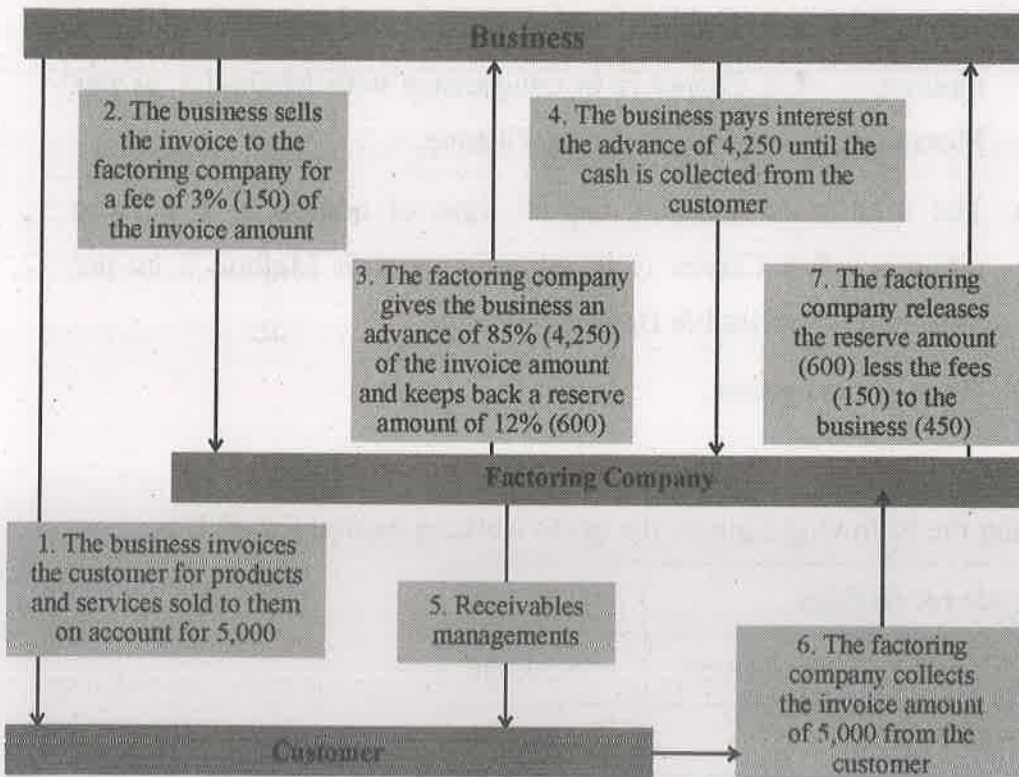 Business
2. The business sells
the invoice to the
factoring company for
a fee of 3% (150) of
the invoice amount
3. The factoring company
gives the business an
advance of 85% (4,250)
of the invoice amount
and keeps back a reserve
amount of 12% (600)
4. The business pays interest on
the advance of 4,250 until the
cash is collected from the
customer
7. The factoring
company releases
the reserve amount
(600) less the fees
(150) to the
business (450)
Factoring Company
1. The business invoices
the customer for products
and services sold to them
on account for 5,000
5. Receivables
managements
6. The factoring
company collects
the invoice amount
of 5,000 from the
customer
Customer